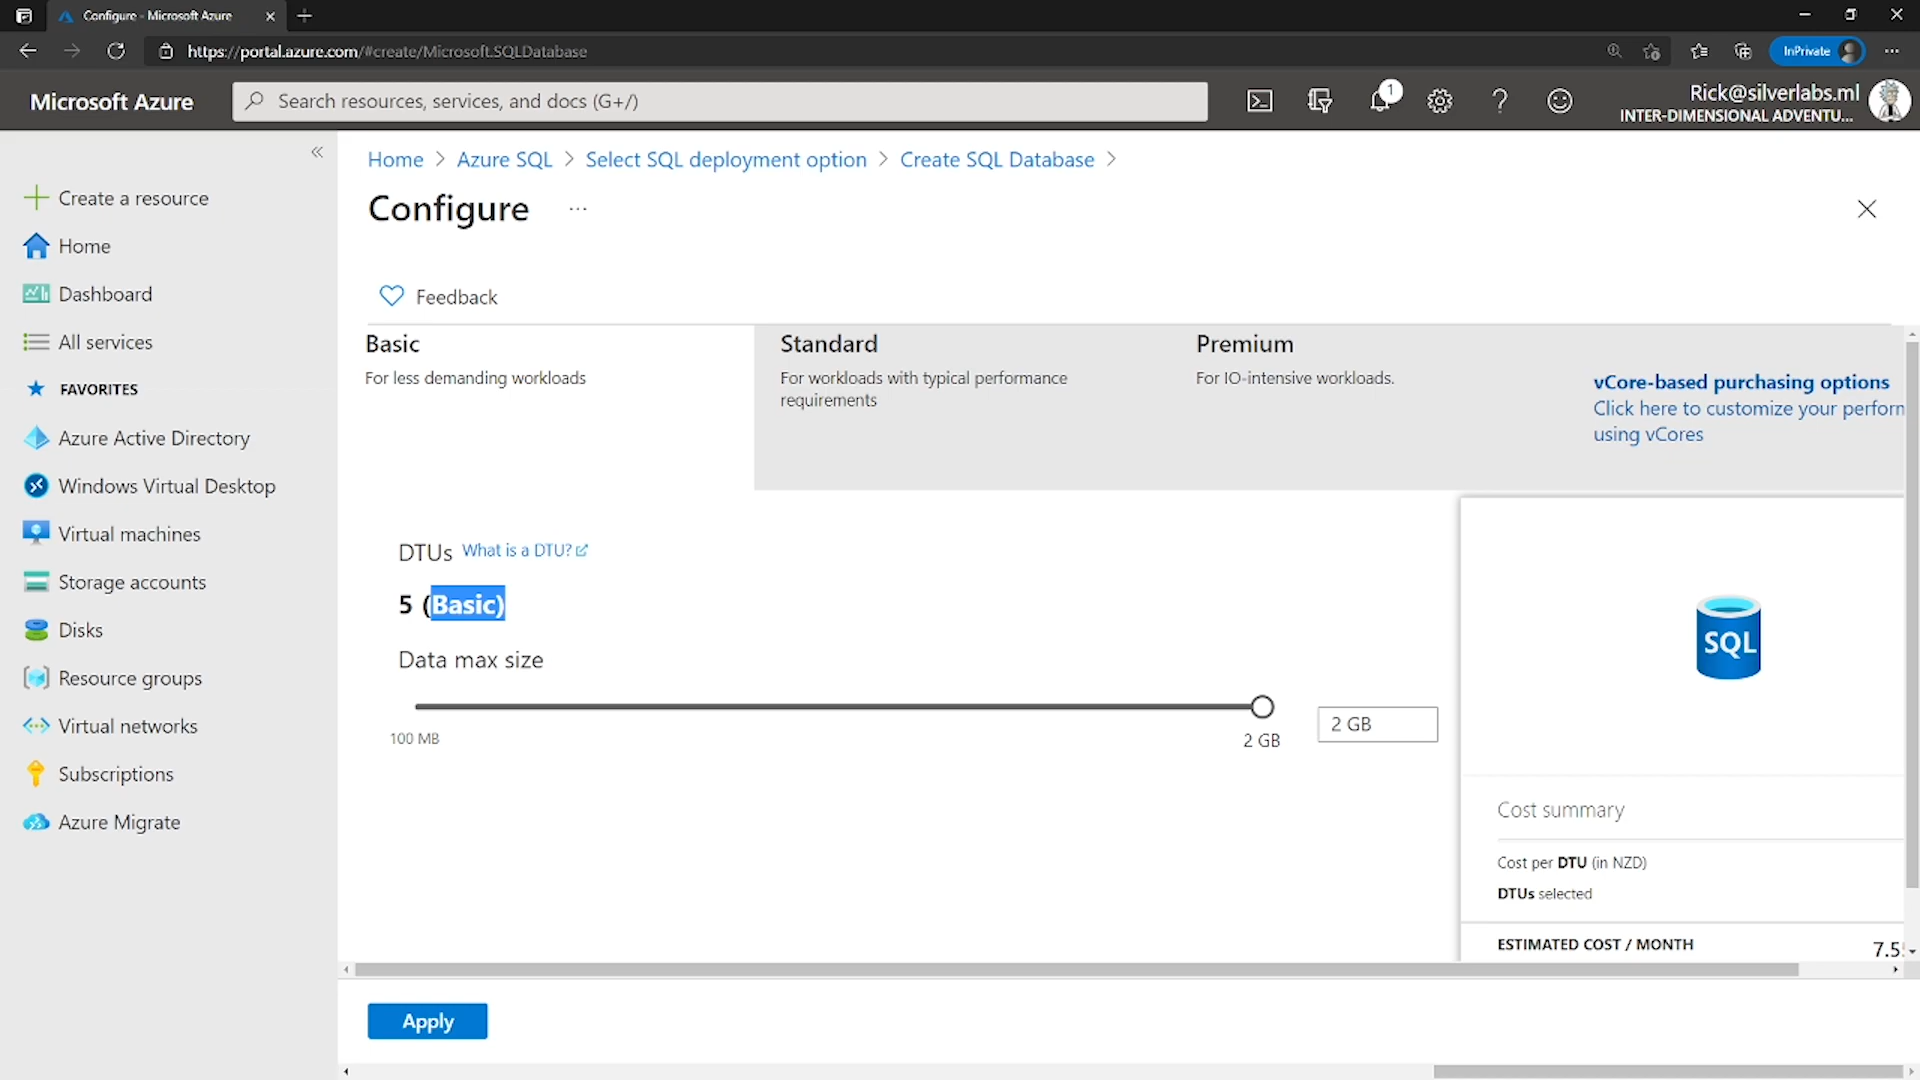 Configure - Microsoft Azure
https://portal.azure.com/#create/Microsoft.SQLDatabase
InPrivate
Microsoft Azure
Search resources, services, and docs (G+/)
1
Rick@silverlabs.ml
INTER-DIMENSIONAL ADVENTU...
Create a resource
Home
Dashboard
All services
FAVORITES
Azure Active Directory
Windows Virtual Desktop
Virtual machines
Storage accounts
Disks
Resource groups
Virtual networks
Subscriptions
Azure Migrate
Home > Azure SQL > Select SQL deployment option > Create SQL Database >
Configure ...
Feedback
Basic
For less demanding workloads
Standard
For workloads with typical performance
requirements
Premium
For IO-intensive workloads.
vCore-based purchasing options
Click here to customize your perforn
using vCores
DTUs What is a DTU?
5 (Basic)
Data max size
100 MB
2 GB
2 GB
SQL
Cost summary
Cost per DTU (in NZD)
DTUs selected
ESTIMATED COST / MONTH
7.5
Apply